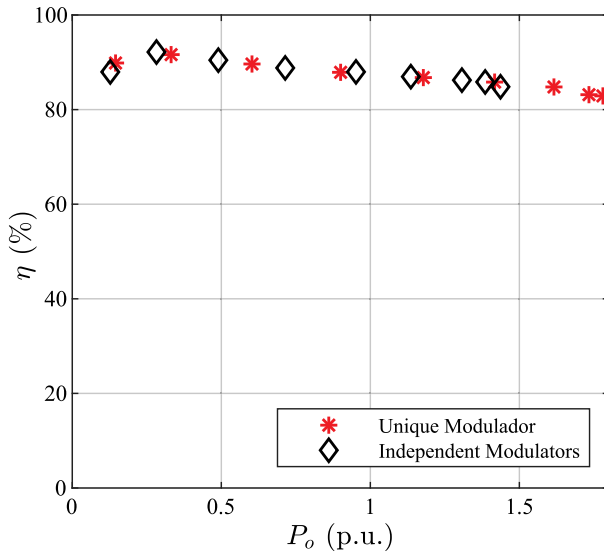 100
80
60
40
20
0
η (%)
0
0.5
1
1.5
P_o (p.u.)
Unique Modulador
Independent Modulators